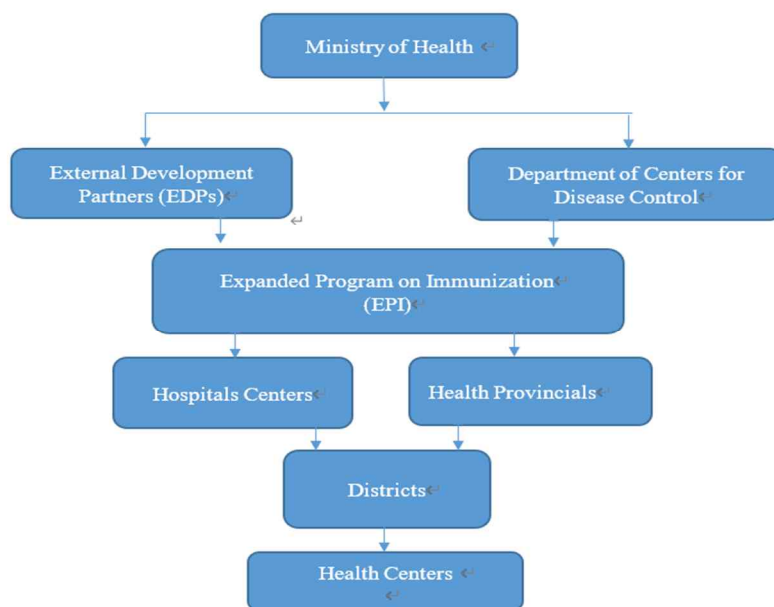 Ministry of Health
External Development
Partners (EDPs)
Department of Centers for
Disease Control
Expanded Program on Immunization
(EPI)
Hospitals Centers
Health Provincials
Districts
Health Centers